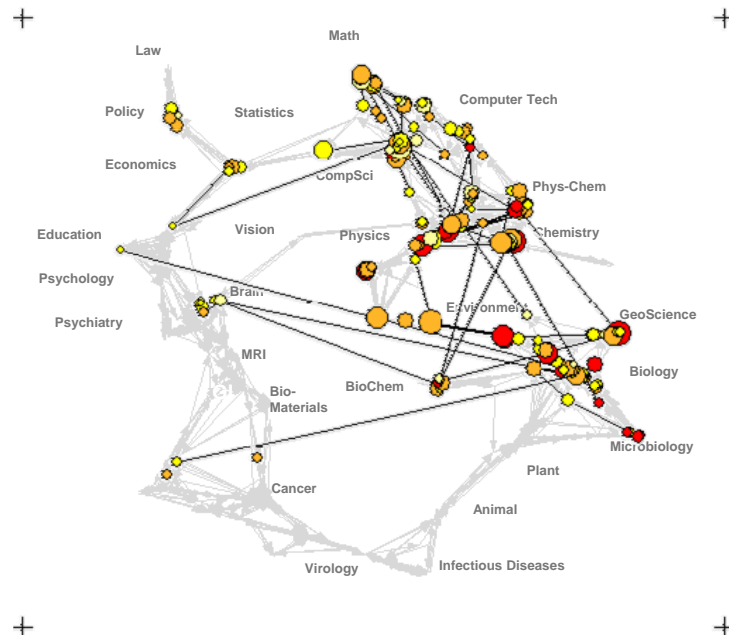 Math
Law
Computer Tech
Policy
Statistics
Economics
CompSci
Phys-Chem
Vision
Physics
Chemistry
Education
Psychology
Brain
Environment
GeoScience
Psychiatry
MRI
BioChem
Biology
Bio-
Materials
Microbiology
Plant
Cancer
Animal
Virology
Infectious Diseases